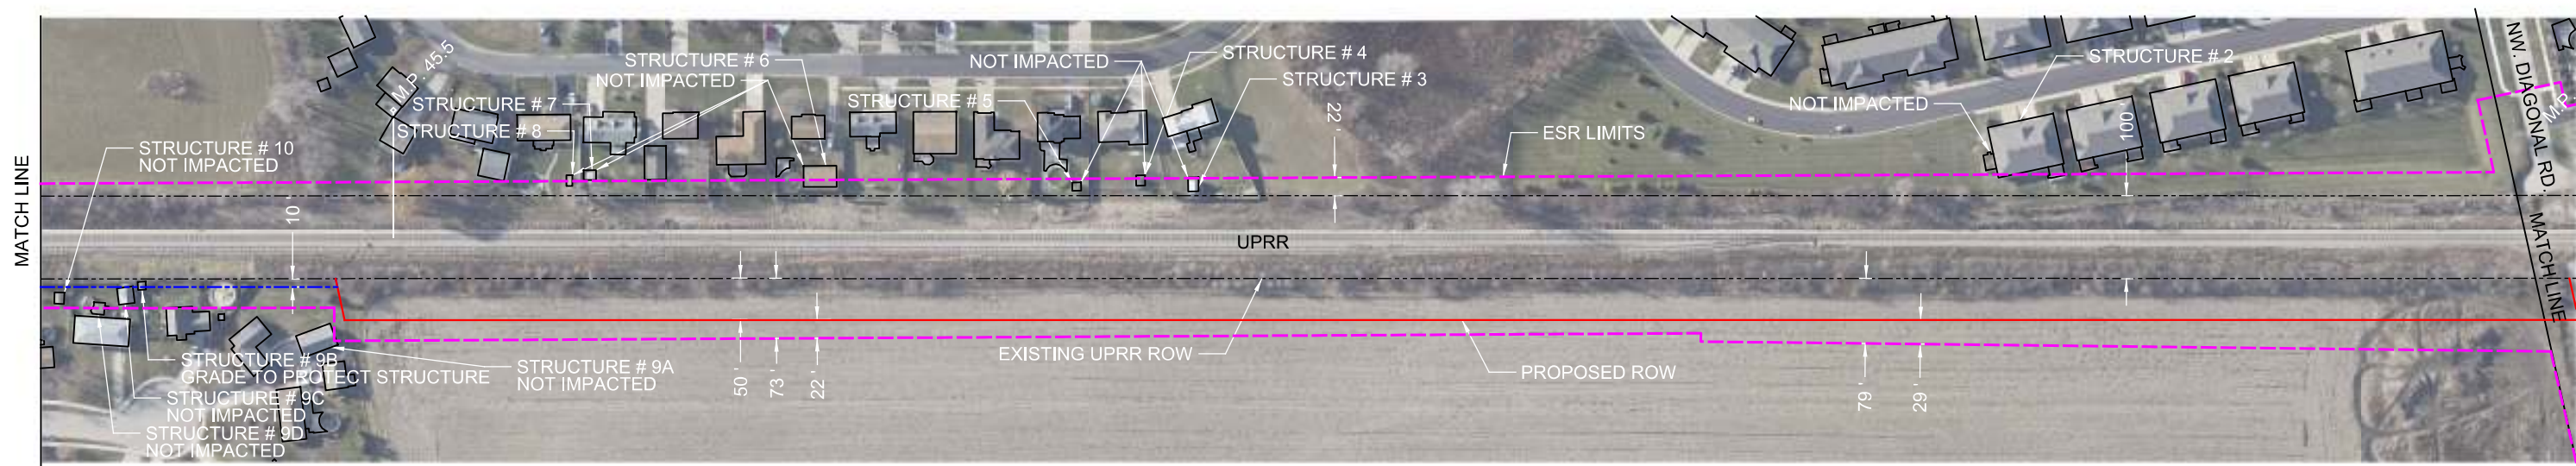 MATCH LINE
M.P. 45.5
STRUCTURE # 10
NOT IMPACTED
STRUCTURE # 7
STRUCTURE # 8
STRUCTURE # 6
NOT IMPACTED
STRUCTURE # 5
NOT IMPACTED
STRUCTURE # 4
STRUCTURE # 3
22 '
ESR LIMITS
STRUCTURE # 2
NOT IMPACTED
100 '
NW. DIAGONAL RD.
M.P.
MATCH LINE
10 '
UPRR
STRUCTURE # 9B
GRADE TO PROTECT STRUCTURE
STRUCTURE # 9C
NOT IMPACTED
STRUCTURE # 9D
NOT IMPACTED
STRUCTURE # 9A
NOT IMPACTED
50 '
73 '
22 '
EXISTING UPRR ROW
PROPOSED ROW
79 '
29 '